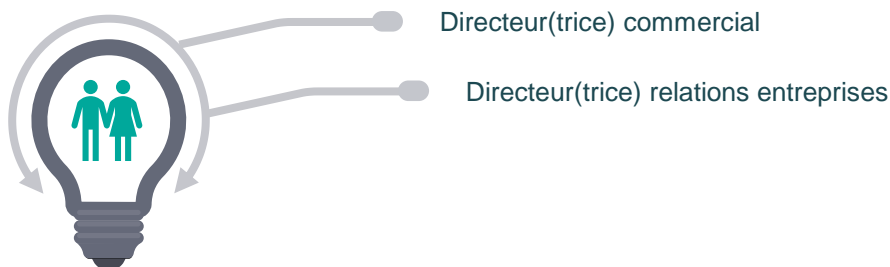 Directeur(trice) commercial
Directeur(trice) relations entreprises